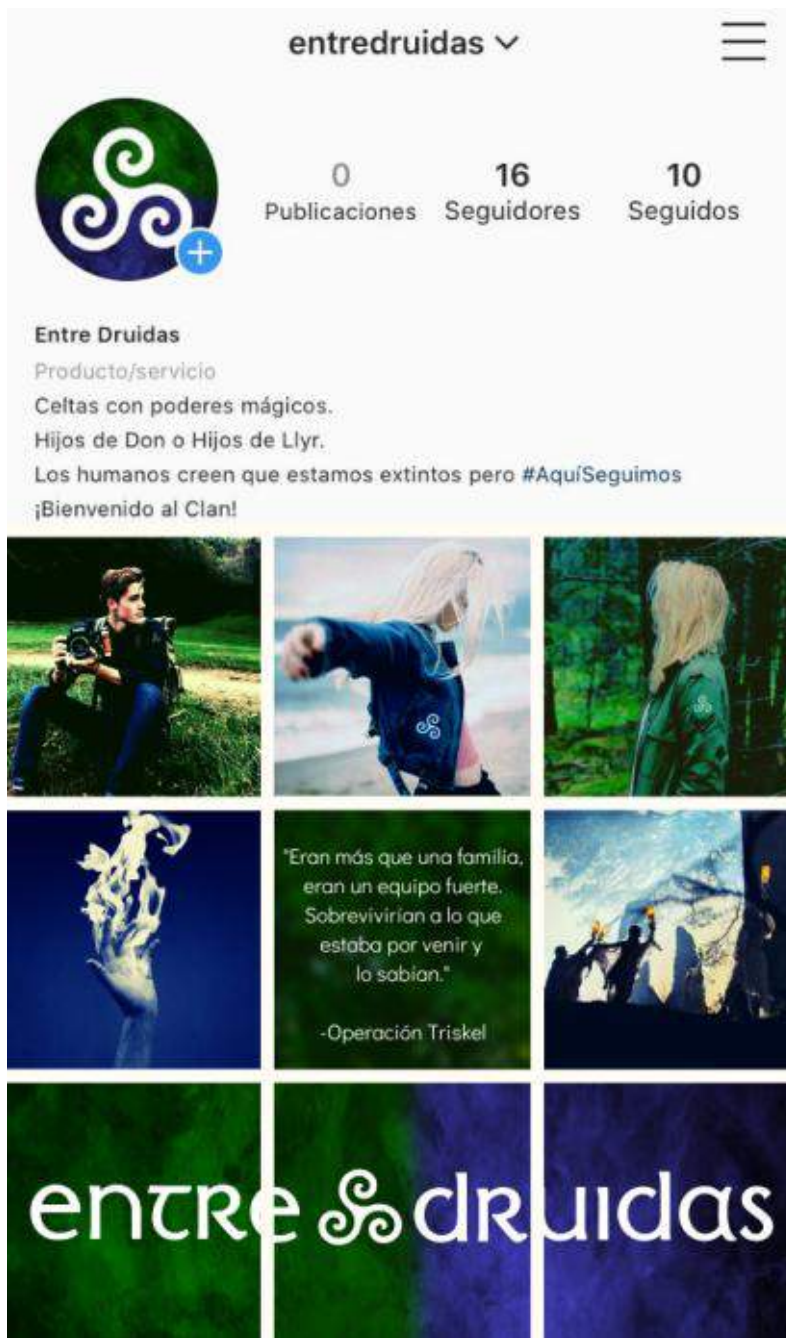 entredruidas
0 16 10
Publicaciones Seguidores Seguidos
Entre Druidas
Producto/servicio
Celtas con poderes mágicos.
Hijos de Don o Hijos de Llyr.
Los humanos creen que estamos extintos pero #AquíSeguimos
¡Bienvenido al Clan!
"Eran más que una familia,
eran un equipo fuerte.
Sobrevivirían a lo que
estaba por venir y
lo sabían."
-Operación Triskel
entre druidas